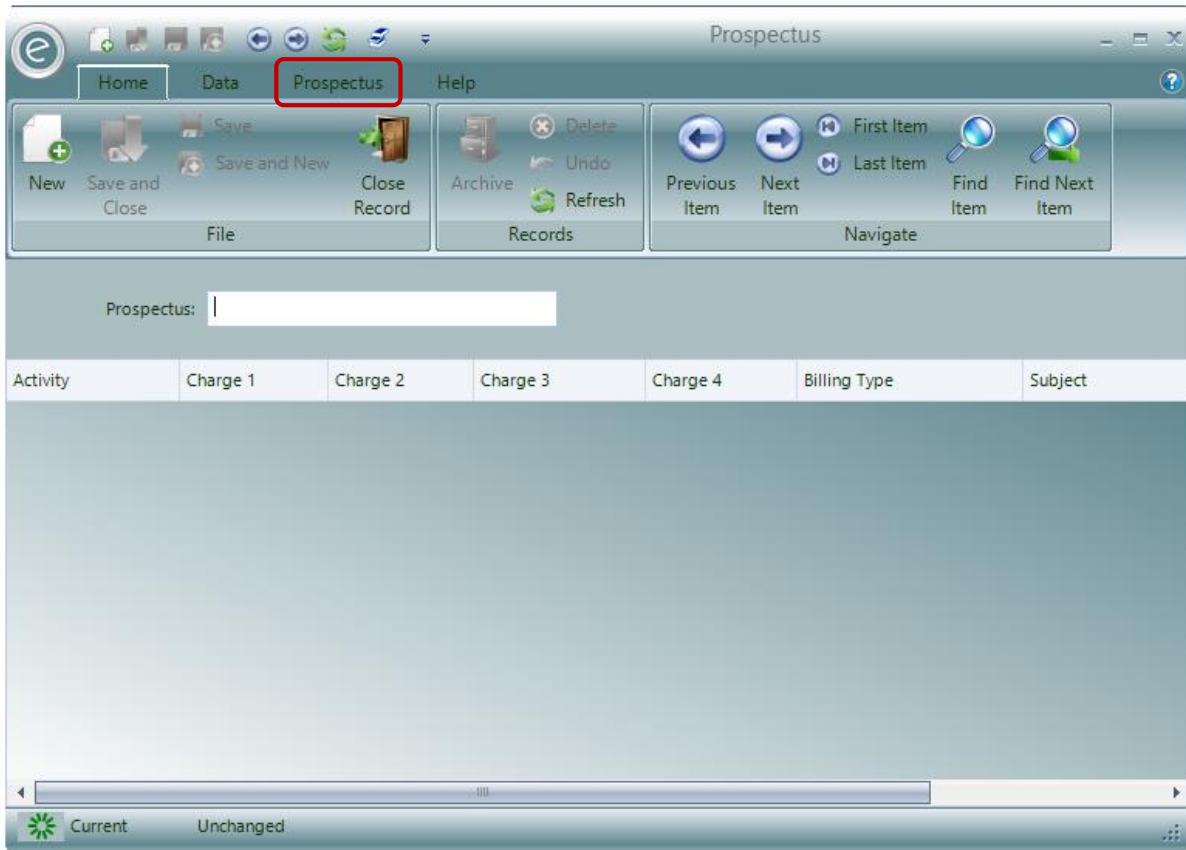 Prospectus
Home Data Prospectus Help
New
Save and Close
Save
Save and New
Close Record
File
Archive
Delete
Undo
Refresh
Records
Previous Item
Next Item
First Item
Last Item
Find Item
Find Next Item
Navigate
Prospectus:
Activity Charge 1 Charge 2 Charge 3 Charge 4 Billing Type Subject
Current Unchanged